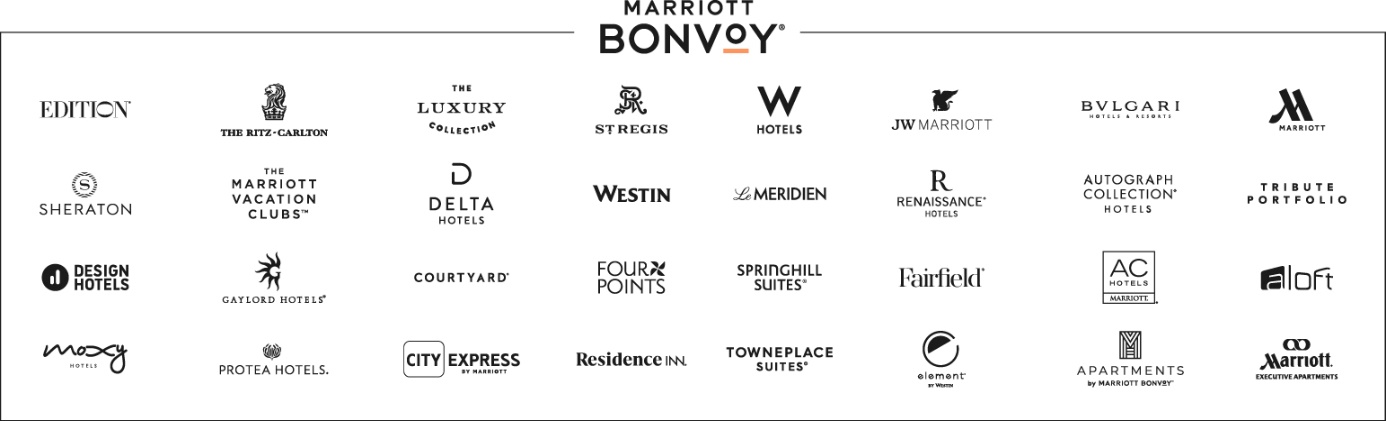 MARRIOTT
BONVOY®
EDITION®
THE RITZ-CARLTON
THE
LUXURY
COLLECTION
SR
ST REGIS
W
HOTELS
JW MARRIOTT
BVLGARI
HOTELS & RESORTS
M
MARRIOTT
S
SHERATON
THE
MARRIOTT
VACATION
CLUBS™
D
DELTA
HOTELS
WESTIN
Le MERIDIEN
R
RENAISSANCE®
HOTELS
AUTOGRAPH
COLLECTION®
HOTELS
TRIBUTE
PORTFOLIO
DESIGN
HOTELS
G
GAYLORD HOTELS®
COURTYARD®
FOUR
POINTS
SPRINGHILL
SUITES®
Fairfield®
AC
HOTELS
MARRIOTT.
aloft
moxy
HOTELS
PROTEA HOTELS.
CITY EXPRESS
BY MARRIOTT
Residence INN.
TOWNEPLACE
SUITES®
element®
BY WESTIN
M
APARTMENTS
by MARRIOTT BONVOY®
Marriott.
EXECUTIVE APARTMENTS